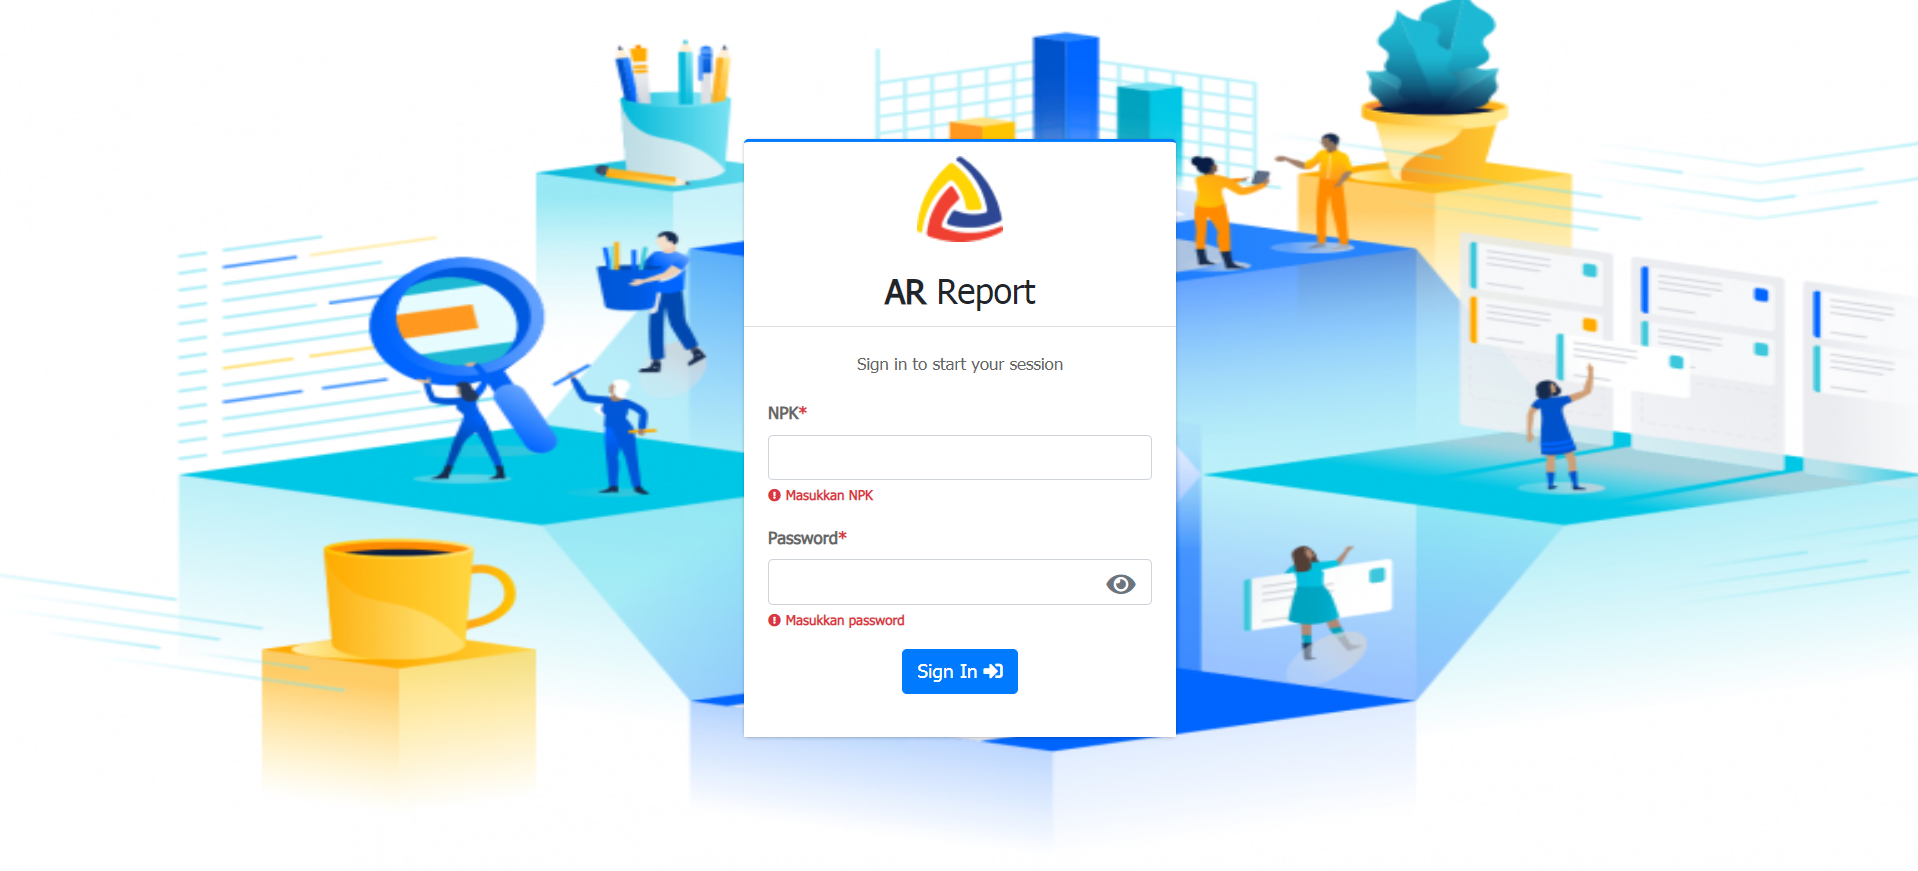 AR Report
Sign in to start your session
NPK*
Masukkan NPK
Password*
Masukkan password
Sign In